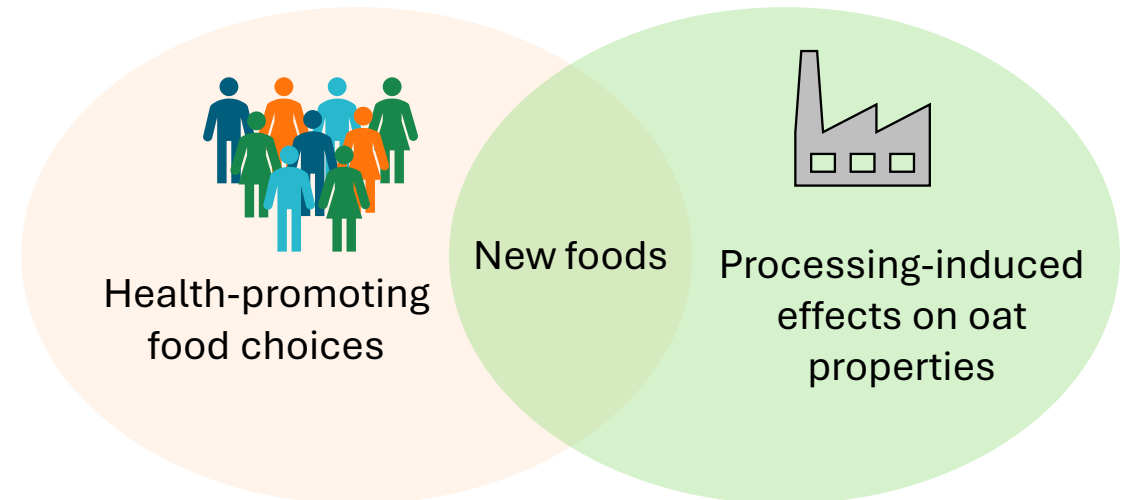 Health-promoting
food choices
New foods
Processing-induced
effects on oat
properties